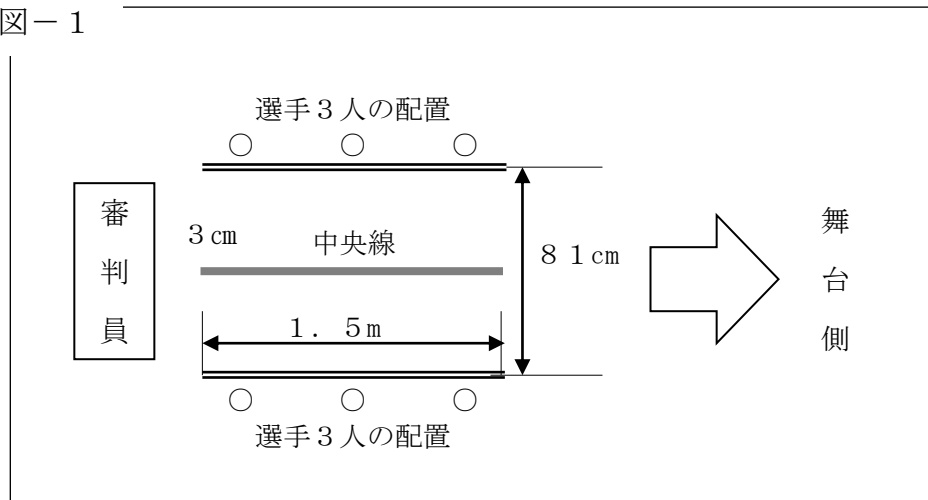 図－１
選手３人の配置
○ ○ ○
審判員
３㎝
中央線
８１㎝
１．５ｍ
舞台側
○ ○ ○
選手３人の配置